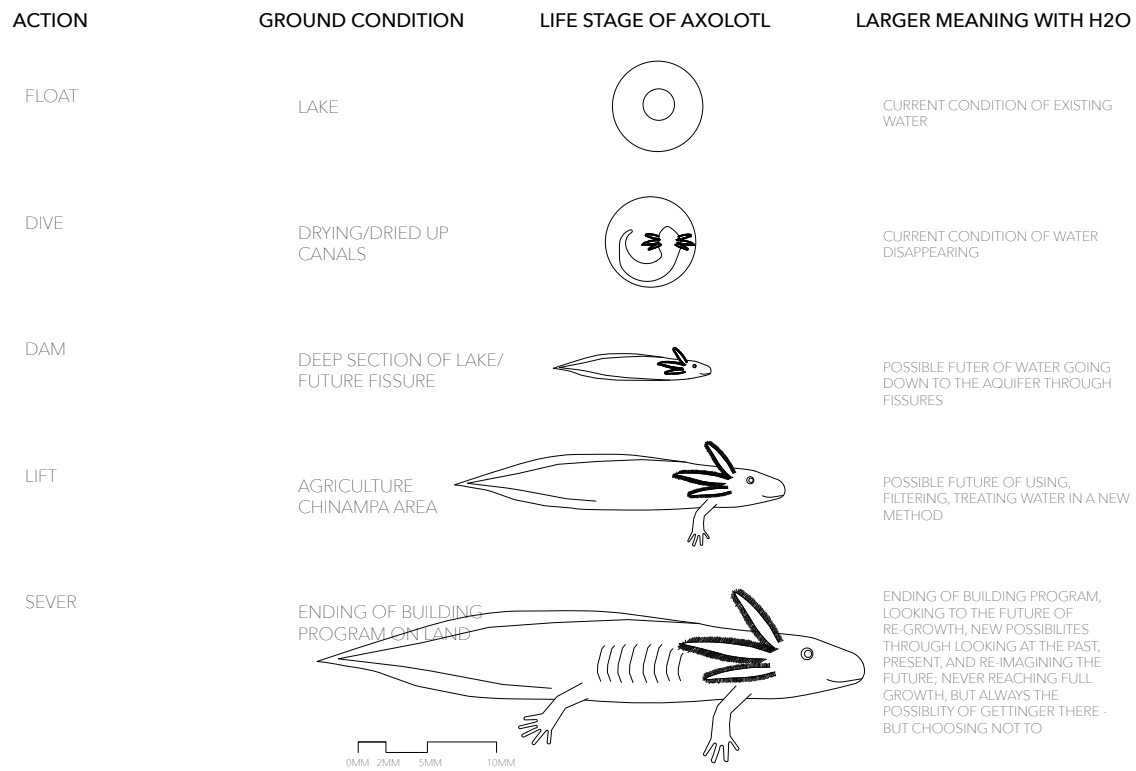 ACTION
GROUND CONDITION
LIFE STAGE OF AXOLOTL
LARGER MEANING WITH H2O
FLOAT
LAKE
CURRENT CONDITION OF EXISTING
WATER
DIVE
DRYING/DRIED UP
CANALS
CURRENT CONDITION OF WATER
DISAPPEARING
DAM
DEEP SECTION OF LAKE/
FUTURE FISSURE
POSSIBLE FUTER OF WATER GOING
DOWN TO THE AQUIFER THROUGH
FISSURES
LIFT
AGRICULTURE
CHINAMPA AREA
POSSIBLE FUTURE OF USING,
FILTERING, TREATING WATER IN A NEW
METHOD
SEVER
ENDING OF BUILDING
PROGRAM ON LAND
ENDING OF BUILDING PROGRAM,
LOOKING TO THE FUTURE OF
RE-GROWTH, NEW POSSIBILITES
THROUGH LOOKING AT THE PAST,
PRESENT, AND RE-IMAGINING THE
FUTURE; NEVER REACHING FULL
GROWTH, BUT ALWAYS THE
POSSIBLITY OF GETTINGER THERE -
BUT CHOOSING NOT TO
0MM 2MM 5MM 10MM